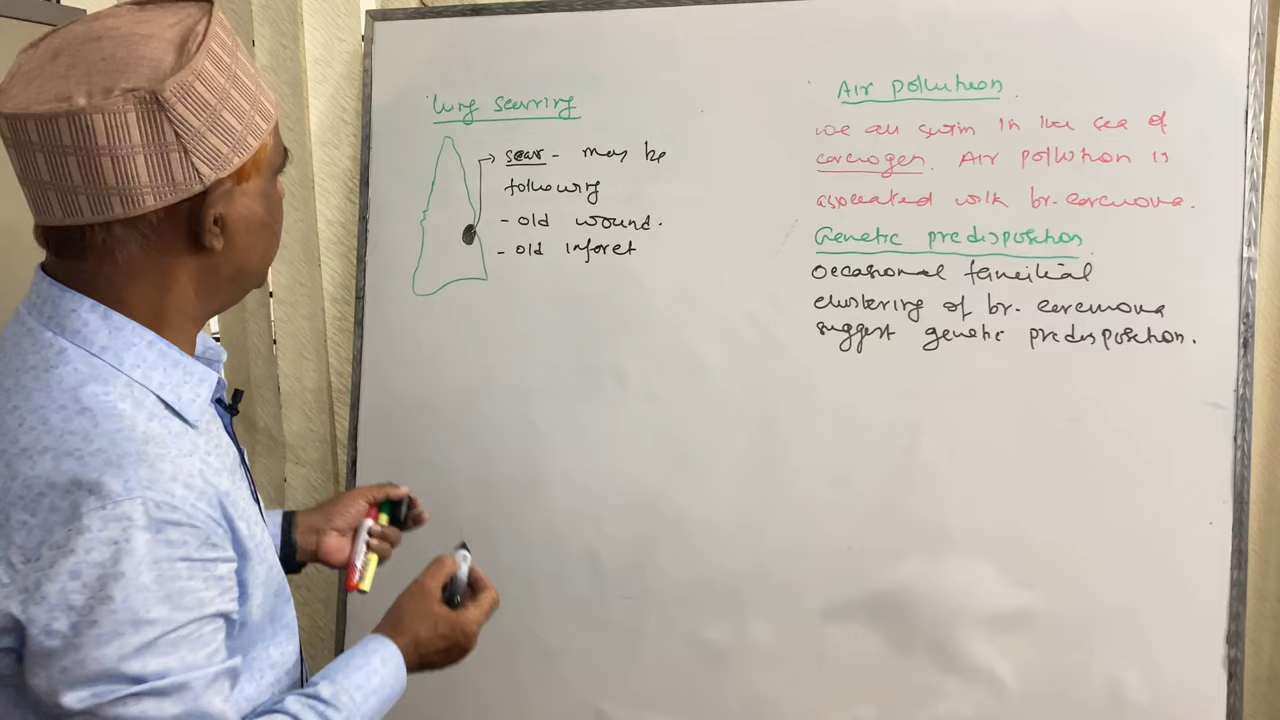 Lung scarring
scar - may be
following
- old wound.
- old infarct
Air pollution
we all swim in the sea of
carcinogen. Air pollution is
associated with br. carcinoma.
Genetic predisposition
Occasional familial
clustering of br. carcinoma
suggest genetic predisposition.